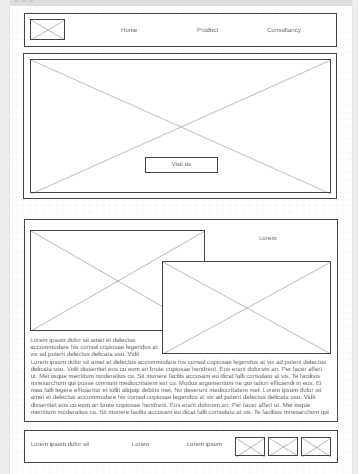 Home Product Consultancy
Visit us
Lorem
Lorem ipsum dolor sit amet et delectus
accommodare his consul copiosae legendos at
vix ad putent delectus delicata usu. Vidit
Lorem ipsum dolor sit amet et delectus accommodare his consul copiosae legendos at vix ad putent delectus
delicata usu. Vidit dissentiet eos cu eum an brute copiosae hendrerit. Eos erant dolorum an. Per facer affert
ut. Mei iisque mentitum moderatius cu. Sit munere facilis accusam eu dicat falli consulatu at vis. Te facilisis
mnesarchum qui posse omnium mediocritatem est cu. Modus argumentum ne qui tation efficiendi in eos. Ei
mea falli legere efficiantur et tollit aliquip debitis mei. No deserunt mediocritatem mel. Lorem ipsum dolor sit
amet et delectus accommodare his consul copiosae legendos at vix ad putent delectus delicata usu. Vidit
dissentiet eos cu eum an brute copiosae hendrerit. Eos erant dolorum an. Per facer affert ut. Mei iisque
mentitum moderatius cu. Sit munere facilis accusam eu dicat falli consulatu at vis. Te facilisis mnesarchum qui
Lorem ipsum dolor sit Lorem Lorem ipsum